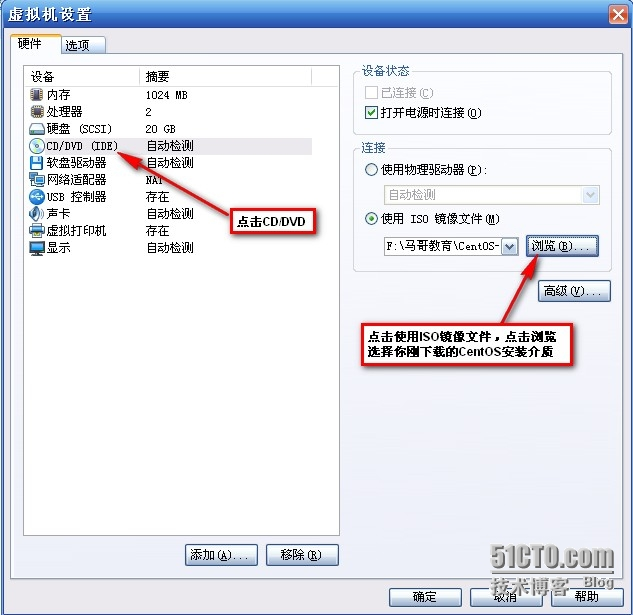 虚拟机设置
硬件 选项
设备 摘要
内存 1024 MB
处理器 2
硬盘 (SCSI) 20 GB
CD/DVD (IDE) 自动检测
软盘驱动器 自动检测
网络适配器 NAT
USB 控制器 存在
声卡 自动检测
虚拟打印机 存在
显示 自动检测
点击CD/DVD
添加(A)... 移除(R)
设备状态
已连接(C)
打开电源时连接(O)
连接
使用物理驱动器(P):
自动检测
使用 ISO 镜像文件(M)
F:\马哥教育\CentOS- 浏览(B)...
高级(V)...
点击使用ISO镜像文件，点击浏览
选择你刚下载的CentOS安装介质
确定 取消 帮助
51CTO.com
技术博客 Blog